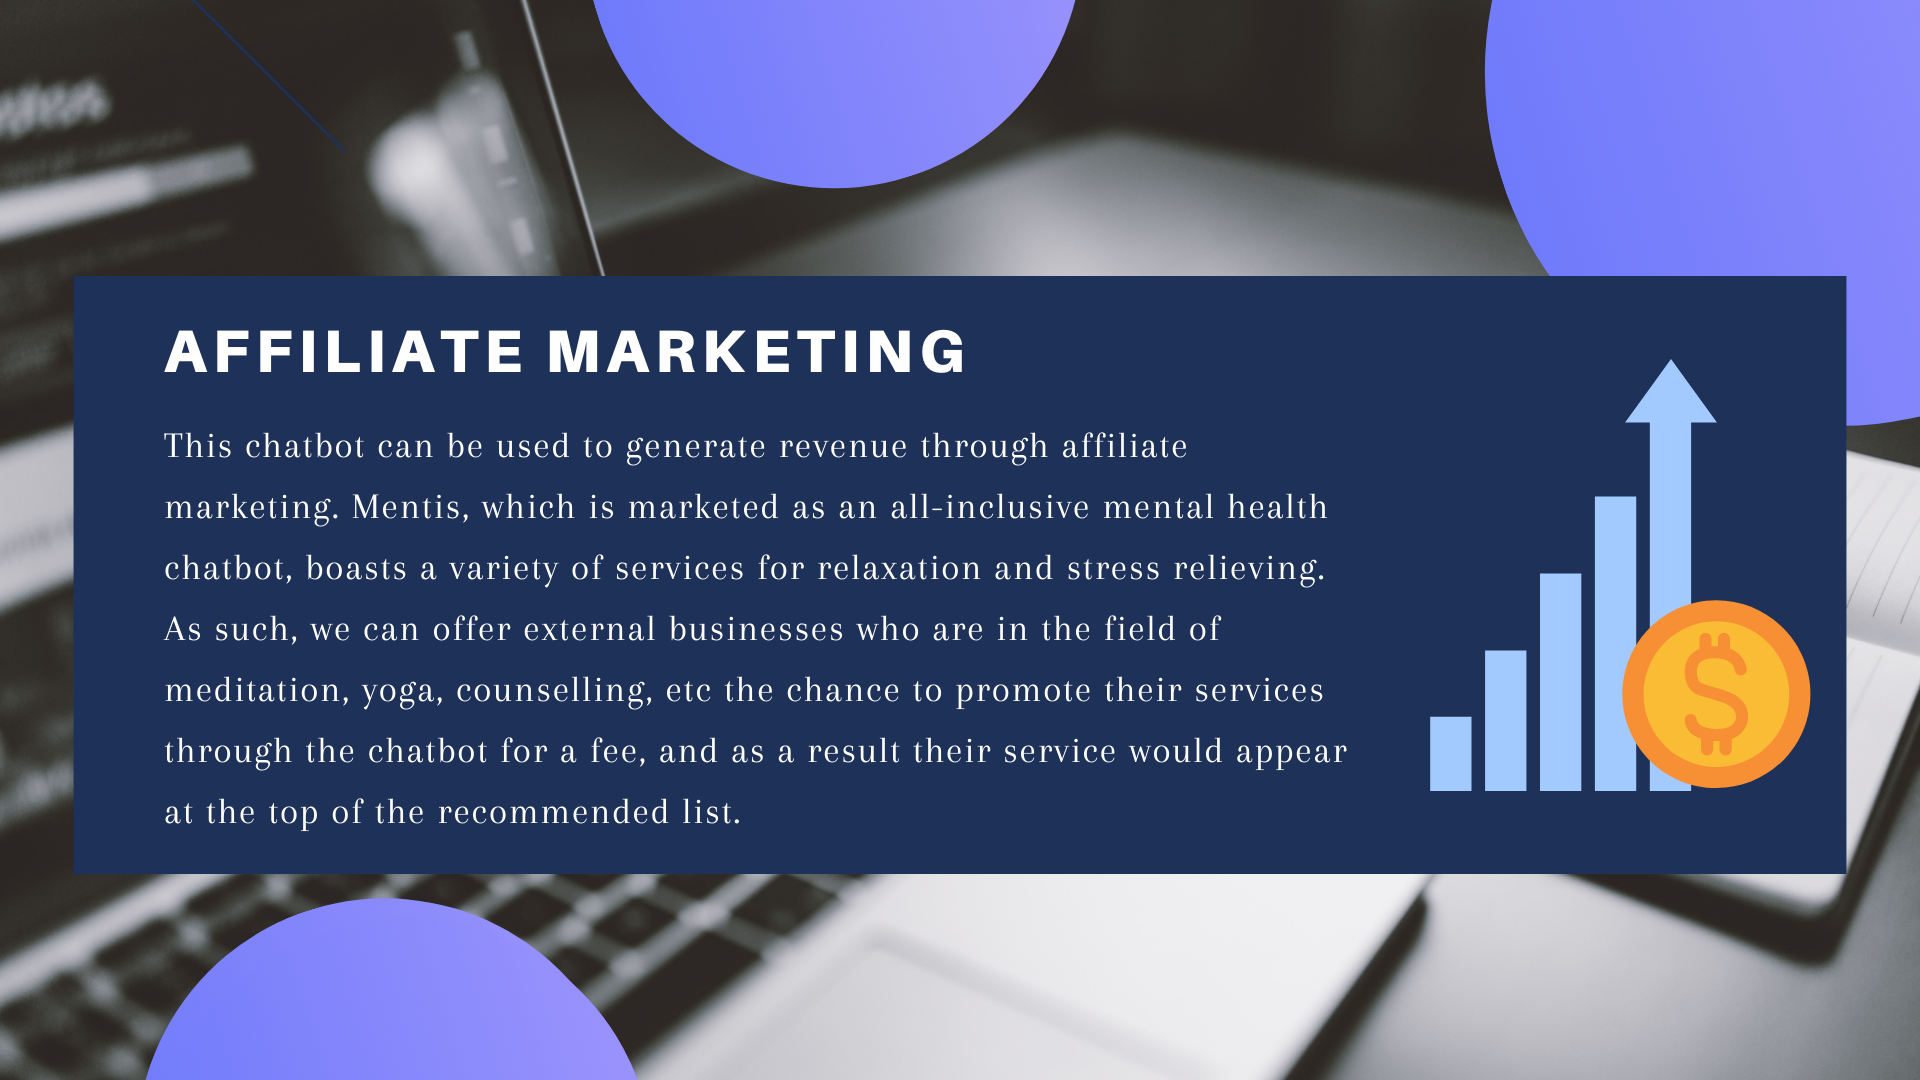 AFFILIATE MARKETING
This chatbot can be used to generate revenue through affiliate
marketing. Mentis, which is marketed as an all-inclusive mental health
chatbot, boasts a variety of services for relaxation and stress relieving.
As such, we can offer external businesses who are in the field of
meditation, yoga, counselling, etc the chance to promote their services
through the chatbot for a fee, and as a result their service would appear
at the top of the recommended list.